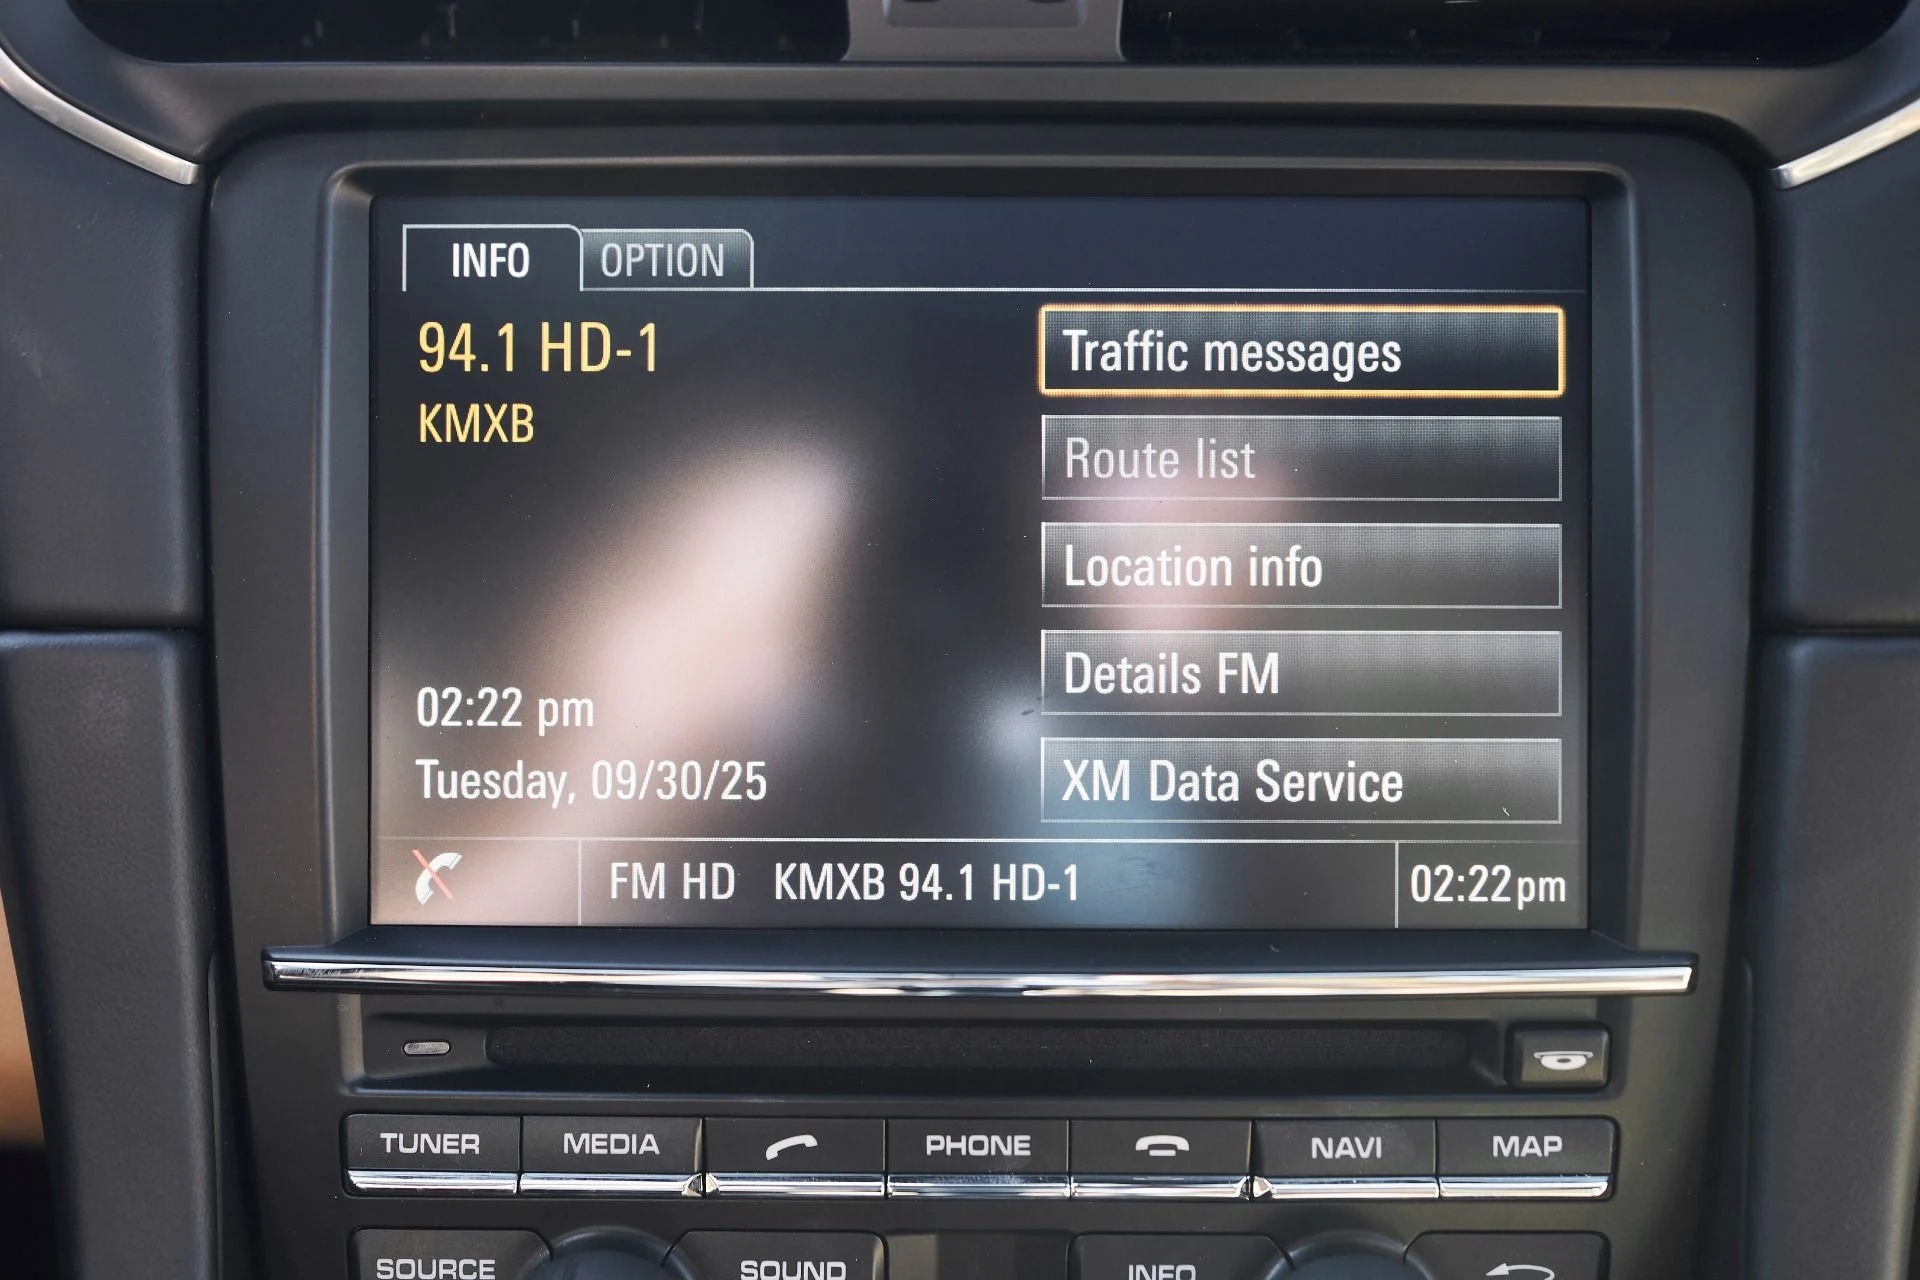 INFO OPTION
94.1 HD-1
KMXB
Traffic messages
Route list
Location info
Details FM
XM Data Service
02:22 pm
Tuesday, 09/30/25
FM HD KMXB 94.1 HD-1 02:22pm
TUNER MEDIA PHONE NAVI MAP
SOURCE SOUND INFO